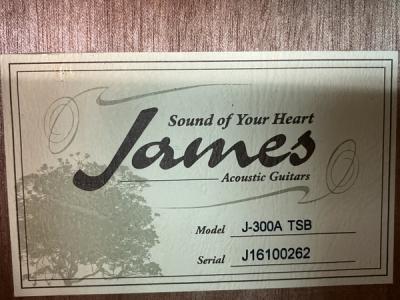 Sound of Your Heart
James
Acoustic Guitars
Model J-300A TSB
Serial J16100262